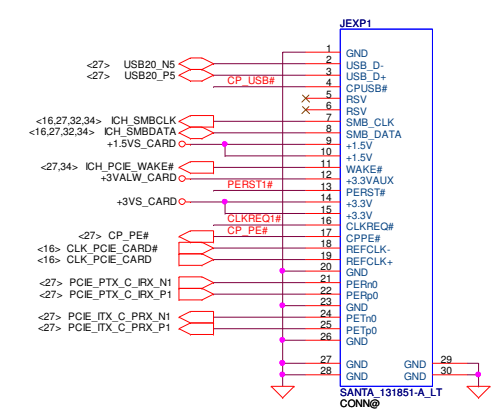 JEXP1
1 GND
<27> USB20_N5 2 USB_D-
<27> USB20_P5 3 USB_D+
CP_USB# 4 CPUSB#
5 RSV
6 RSV
<16,27,32,34> ICH_SMBCLK 7 SMB_CLK
<16,27,32,34> ICH_SMBDATA 8 SMB_DATA
+1.5VS_CARD 9 +1.5V
10 +1.5V
<27,34> ICH_PCIE_WAKE# 11 WAKE#
+3VALW_CARD 12 +3.3VAUX
PERST1# 13 PERST#
+3VS_CARD 14 +3.3V
15 +3.3V
CLKREQ1# 16 CLKREQ#
<27> CP_PE# CP_PE# 17 CPPE#
<16> CLK_PCIE_CARD# 18 REFCLK-
<16> CLK_PCIE_CARD 19 REFCLK+
20 GND
<27> PCIE_PTX_C_IRX_N1 21 PERn0
<27> PCIE_PTX_C_IRX_P1 22 PERp0
23 GND
<27> PCIE_ITX_C_PRX_N1 24 PETn0
<27> PCIE_ITX_C_PRX_P1 25 PETp0
26 GND
27 GND GND 29
28 GND GND 30
SANTA_131851-A_LT
CONN@